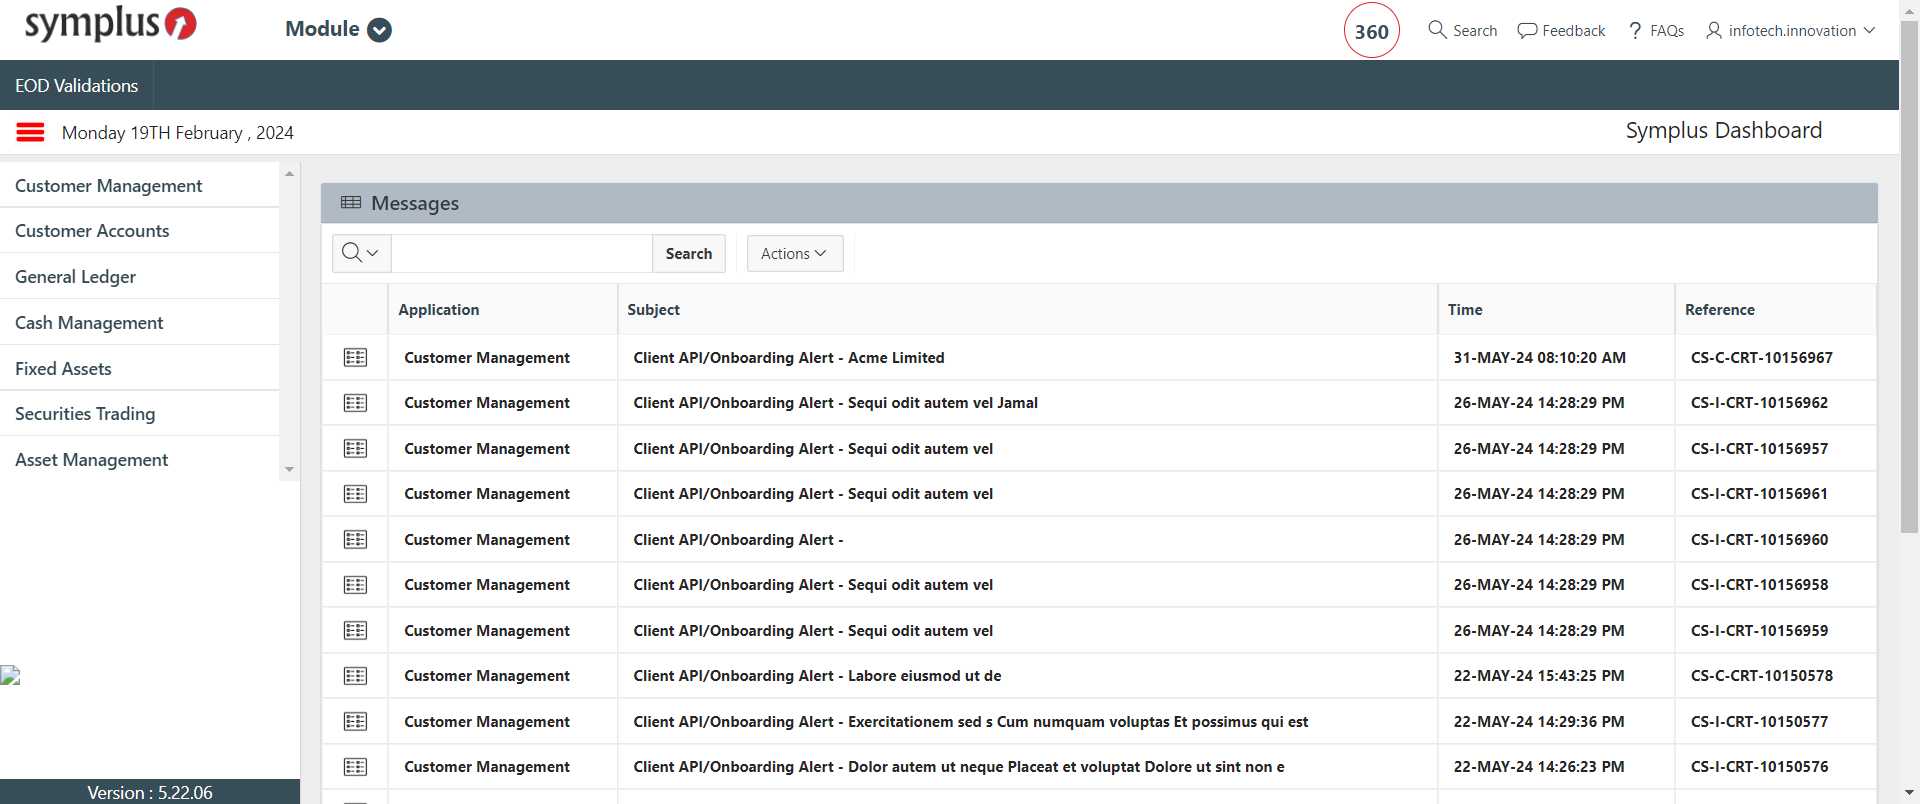 symplus
Module
360
Search
Feedback
? FAQs
infotech.innovation
EOD Validations
Monday 19TH February , 2024
Symplus Dashboard
Customer Management
Customer Accounts
General Ledger
Cash Management
Fixed Assets
Securities Trading
Asset Management
Version : 5.22.06
Messages
Search
Actions
Application Subject Time Reference
Customer Management Client API/Onboarding Alert - Acme Limited 31-MAY-24 08:10:20 AM CS-C-CRT-10156967
Customer Management Client API/Onboarding Alert - Sequi odit autem vel Jamal 26-MAY-24 14:28:29 PM CS-I-CRT-10156962
Customer Management Client API/Onboarding Alert - Sequi odit autem vel 26-MAY-24 14:28:29 PM CS-I-CRT-10156957
Customer Management Client API/Onboarding Alert - Sequi odit autem vel 26-MAY-24 14:28:29 PM CS-I-CRT-10156961
Customer Management Client API/Onboarding Alert - 26-MAY-24 14:28:29 PM CS-I-CRT-10156960
Customer Management Client API/Onboarding Alert - Sequi odit autem vel 26-MAY-24 14:28:29 PM CS-I-CRT-10156958
Customer Management Client API/Onboarding Alert - Sequi odit autem vel 26-MAY-24 14:28:29 PM CS-I-CRT-10156959
Customer Management Client API/Onboarding Alert - Labore eiusmod ut de 22-MAY-24 15:43:25 PM CS-C-CRT-10150578
Customer Management Client API/Onboarding Alert - Exercitationem sed s Cum numquam voluptas Et possimus qui est 22-MAY-24 14:29:36 PM CS-I-CRT-10150577
Customer Management Client API/Onboarding Alert - Dolor autem ut neque Placeat et voluptat Dolore ut sint non e 22-MAY-24 14:26:23 PM CS-I-CRT-10150576